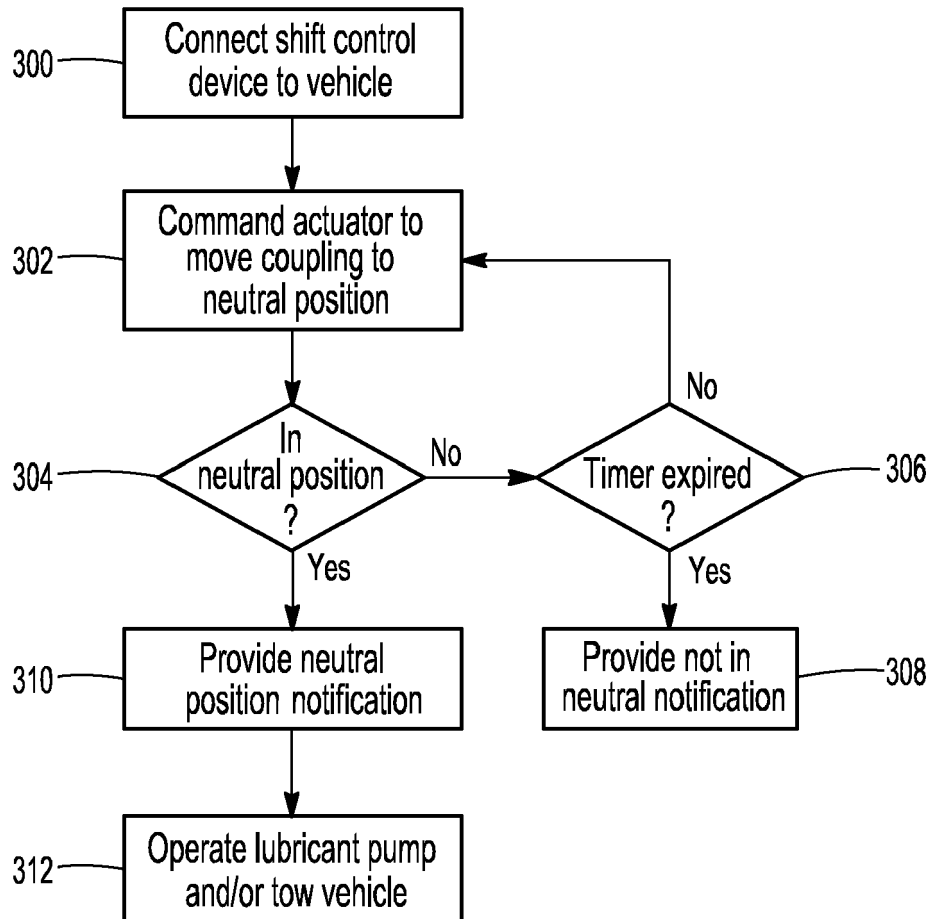 300
Connect shift control
device to vehicle
302
Command actuator to
move coupling to
neutral position
No
304
In
neutral position
?
No
Timer expired
?
306
Yes
Yes
310
Provide neutral
position notification
Provide not in
neutral notification
308
312
Operate lubricant pump
and/or tow vehicle